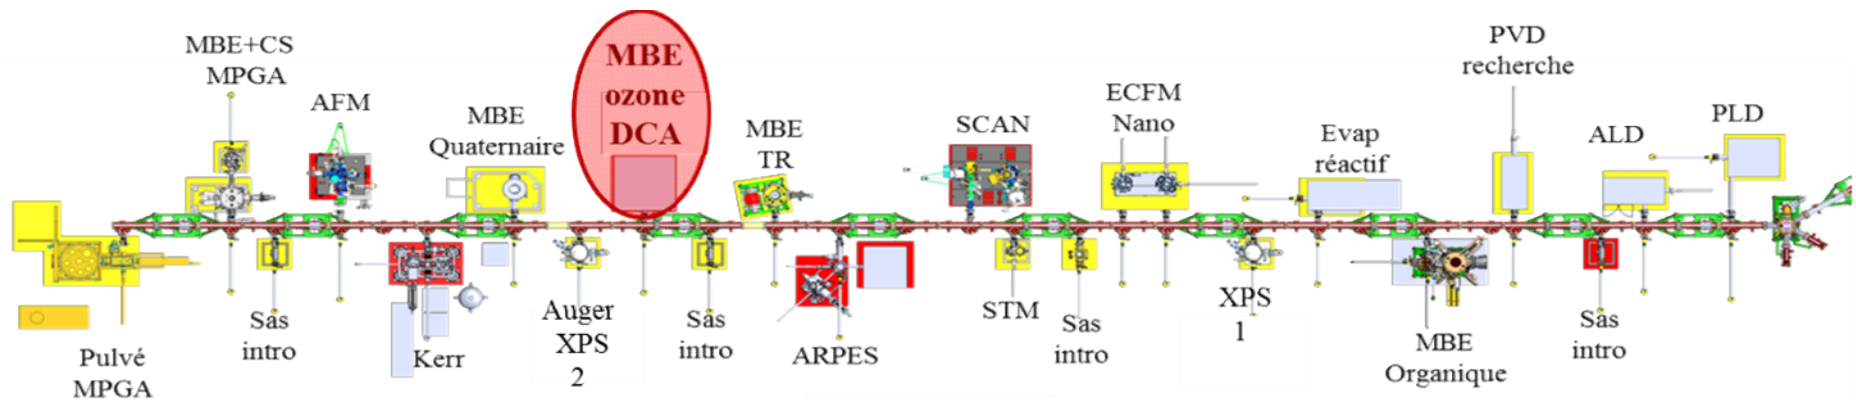 MBE+CS
MPGA
AFM
MBE
Quaternaire
MBE
ozone
DCA
MBE
TR
SCAN
ECFM
Nano
Evap
réactif
PVD
recherche
ALD
PLD
Pulvé
MPGA
Sas
intro
Kerr
Auger
XPS
2
Sas
intro
ARPES
STM
Sas
intro
XPS
1
MBE
Organique
Sas
intro